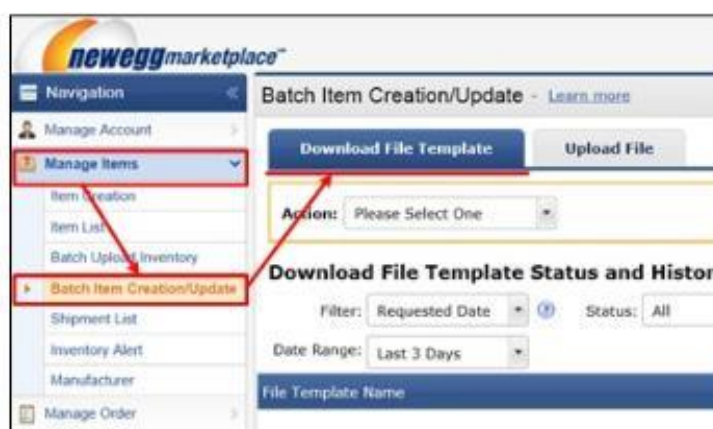 newegg marketplace
Navigation
Manage Account
Manage Items
Item Creation
Item List
Batch Upload Inventory
Batch Item Creation/Update
Shipment List
Inventory Alert
Manufacturer
Manage Order
Batch Item Creation/Update - Learn more
Download File Template
Upload File
Action: Please Select One
Download File Template Status and Histor
Filter: Requested Date Status: All
Date Range: Last 3 Days
File Template Name